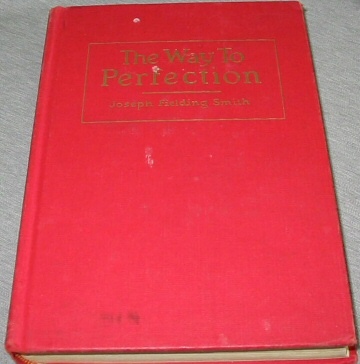 The Way To
Perfection
Joseph Fielding Smith